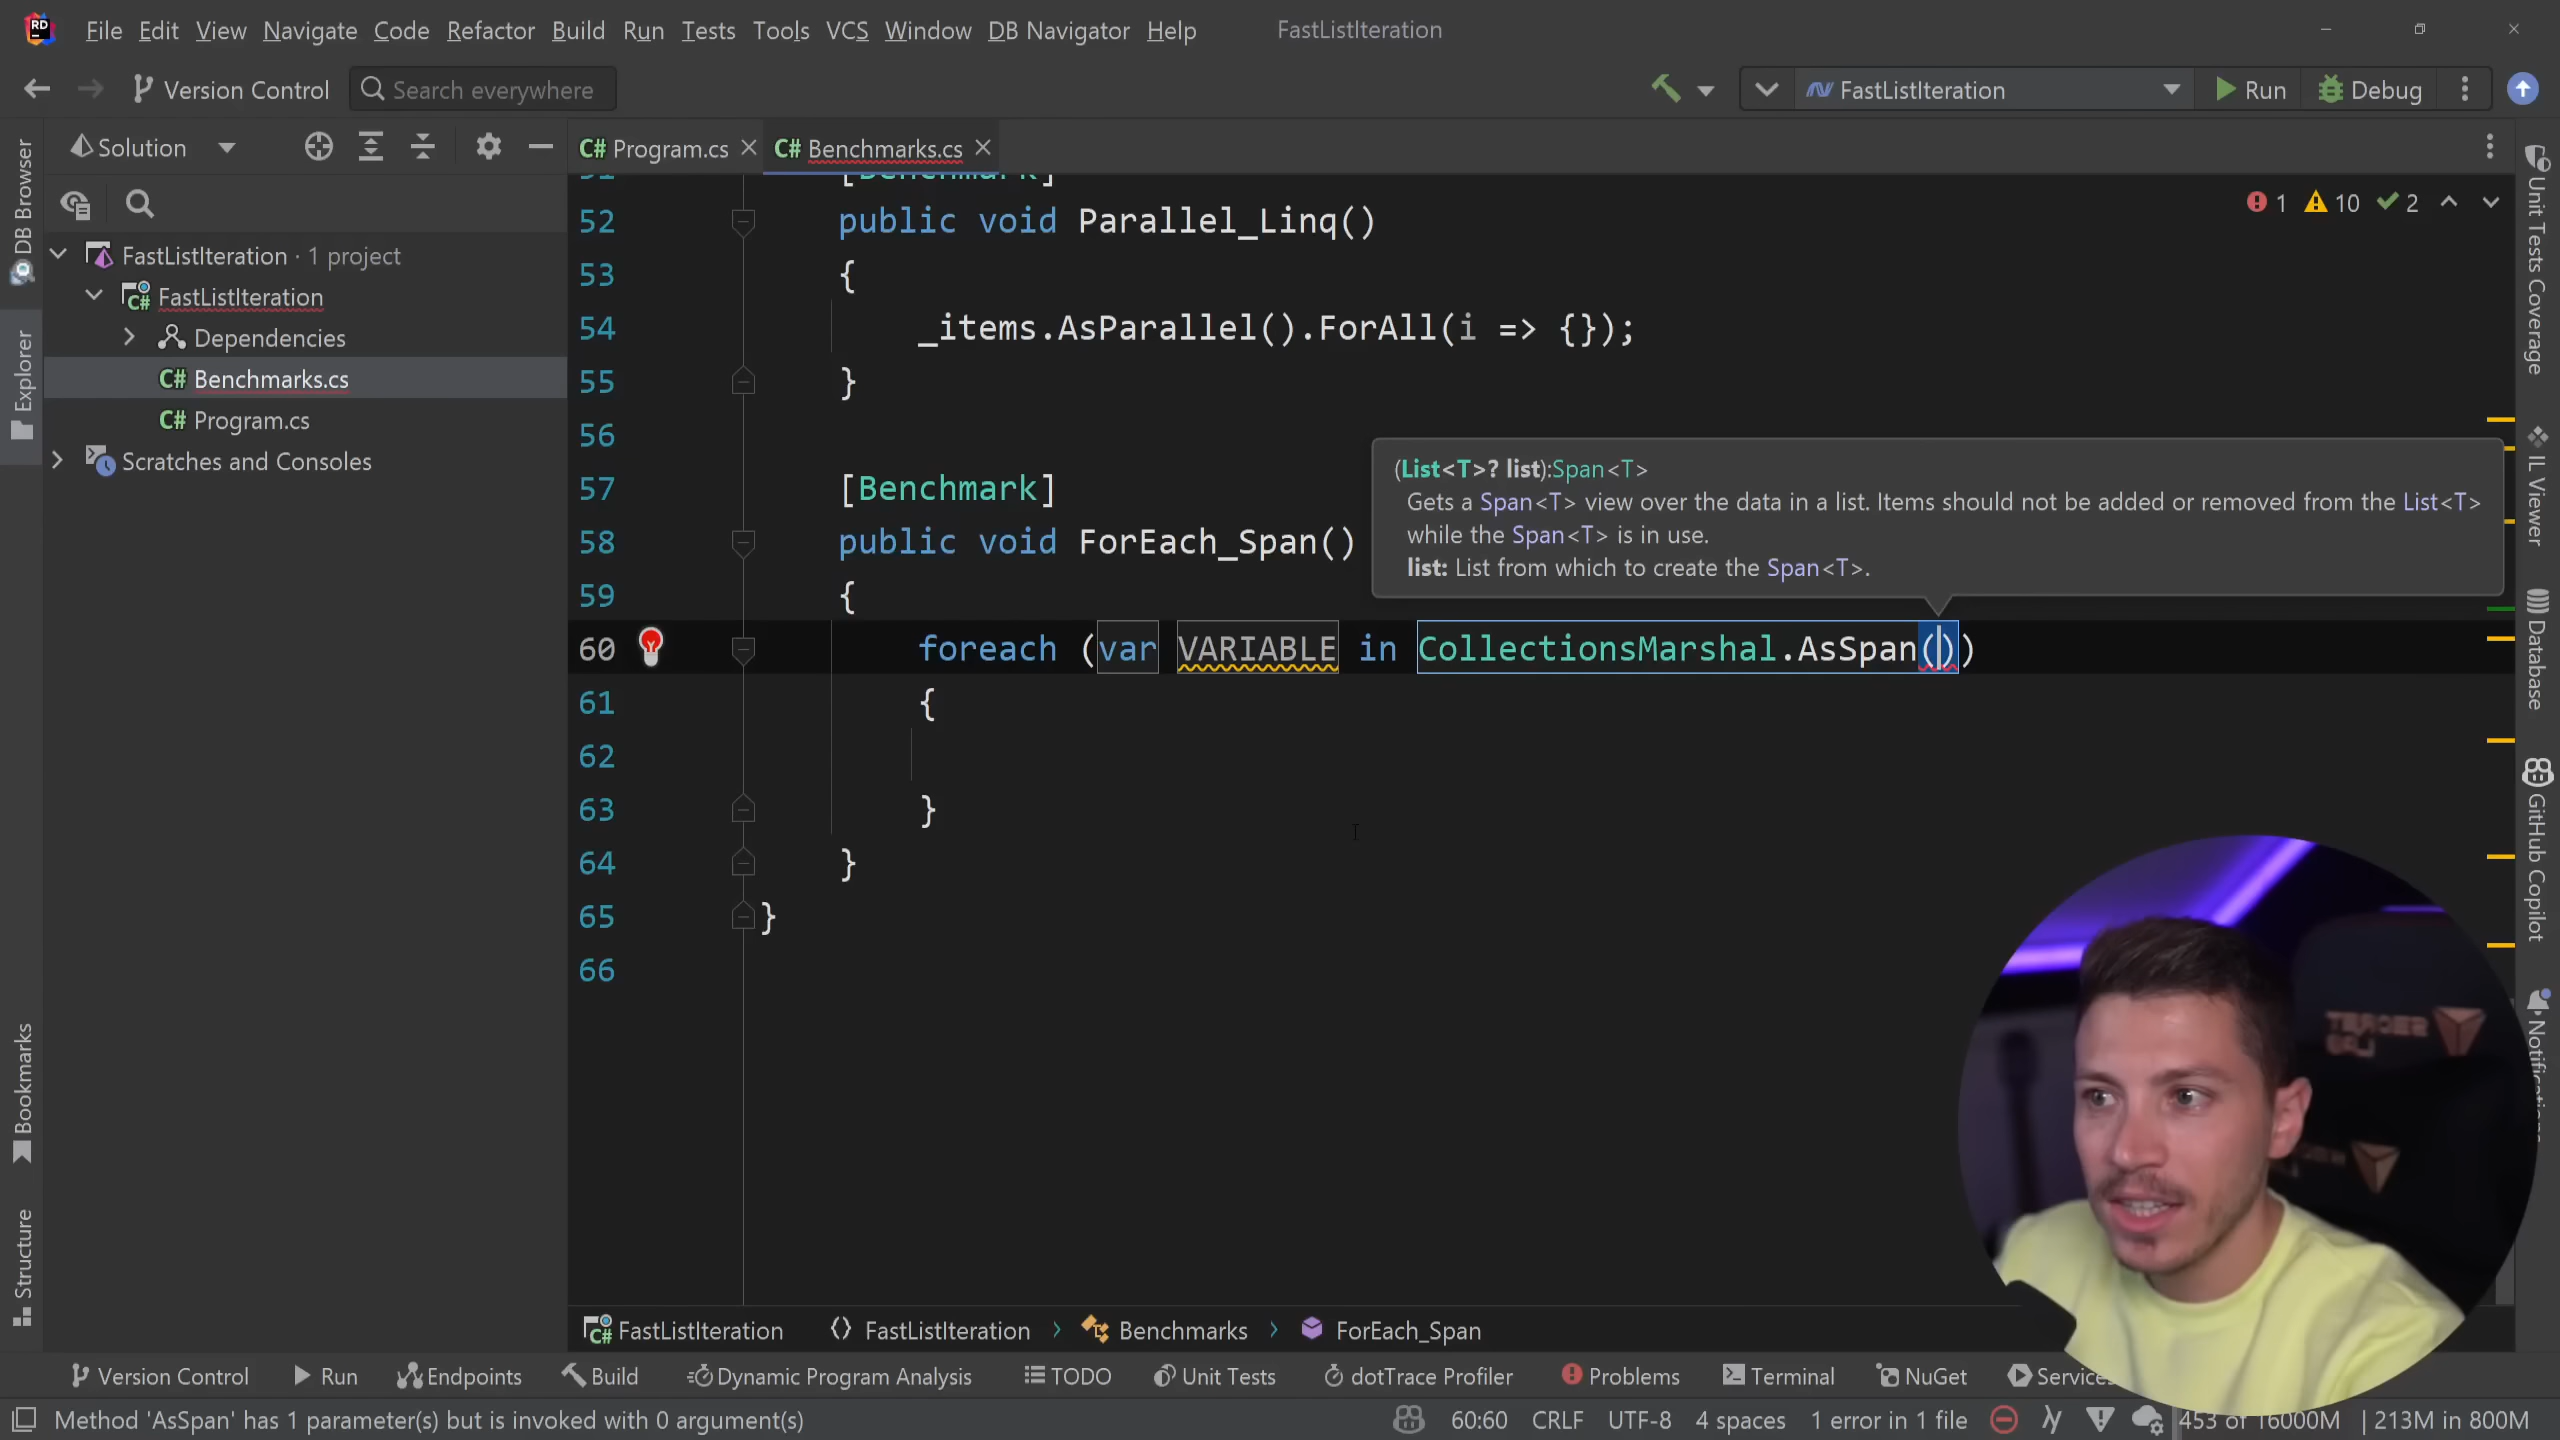 File Edit View Navigate Code Refactor Build Run Tests Tools VCS Window DB Navigator Help FastListIteration
Version Control Search everywhere FastListIteration Run Debug
Solution
C# Program.cs C# Benchmarks.cs
DB Browser
Explorer
Bookmarks
Structure
FastListIteration · 1 project
FastListIteration
Dependencies
C# Benchmarks.cs
C# Program.cs
Scratches and Consoles
1 10 2
51 [Benchmark]
52 public void Parallel_Linq()
53 {
54 _items.AsParallel().ForAll(i => {});
55 }
56
57 [Benchmark]
58 public void ForEach_Span()
59 {
60 foreach (var VARIABLE in CollectionsMarshal.AsSpan())
61 {
62
63 }
64 }
65 }
66
(List<T>? list):Span<T>
Gets a Span<T> view over the data in a list. Items should not be added or removed from the List<T>
while the Span<T> is in use.
list: List from which to create the Span<T>.
Unit Tests Coverage
IL Viewer
Database
GitHub Copilot
Notifications
FastListIteration FastListIteration Benchmarks ForEach_Span
Version Control Run Endpoints Build Dynamic Program Analysis TODO Unit Tests dotTrace Profiler Problems Terminal NuGet
Method 'AsSpan' has 1 parameter(s) but is invoked with 0 argument(s) 60:60 CRLF UTF-8 4 spaces 1 error in 1 file 453 of 16000M | 213M in 800M